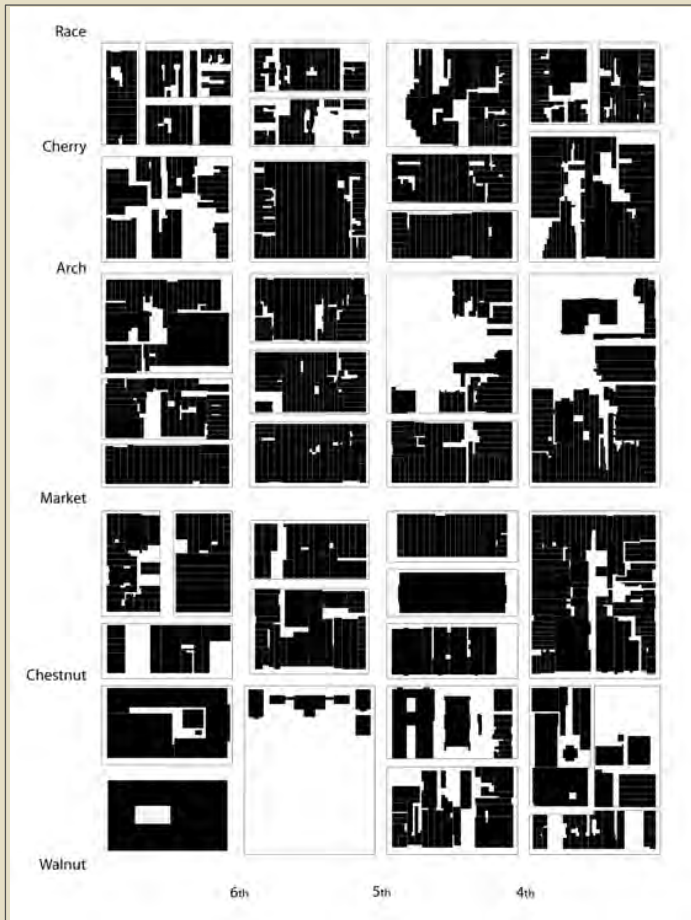 Race
Cherry
Arch
Market
Chestnut
Walnut
6th 5th 4th